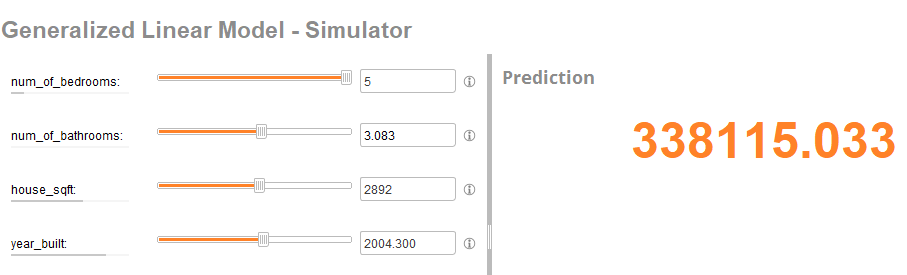 Generalized Linear Model - Simulator
num_of_bedrooms:
5
num_of_bathrooms:
3.083
house_sqft:
2892
year_built:
2004.300
Prediction
338115.033